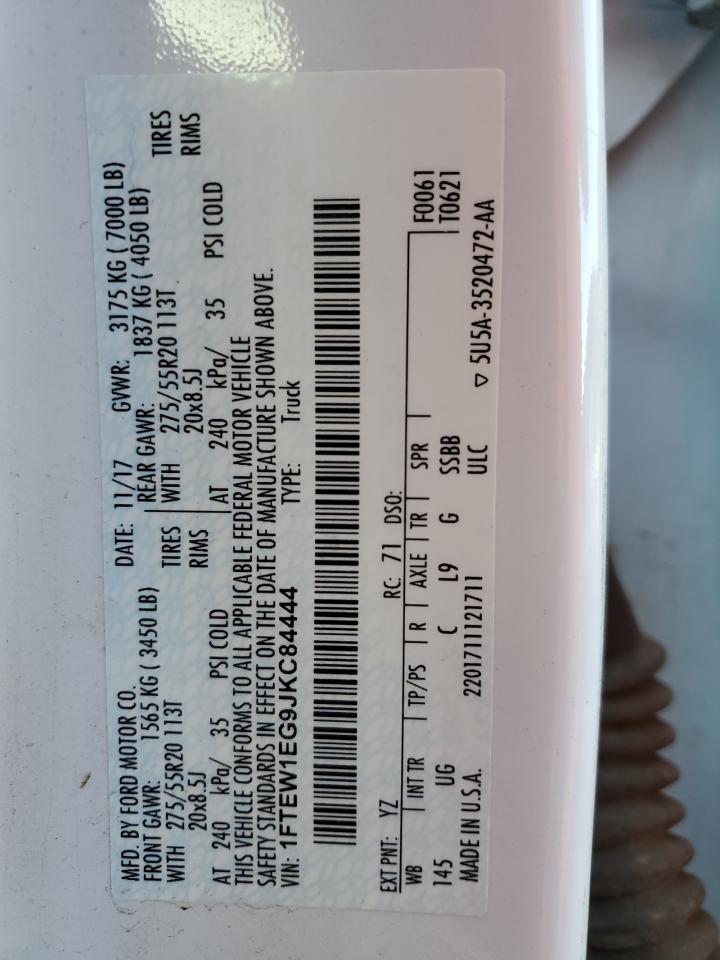 MFD. BY FORD MOTOR CO. DATE: 11/17 GVWR: 3175 KG ( 7000 LB)
FRONT GAWR: 1565 KG ( 3450 LB) REAR GAWR: 1837 KG ( 4050 LB)
WITH 275/55R20 113T TIRES WITH 275/55R20 113T TIRES
20x8.5J RIMS 20x8.5J RIMS
AT 240 kPa/ 35 PSI COLD AT 240 kPa/ 35 PSI COLD
THIS VEHICLE CONFORMS TO ALL APPLICABLE FEDERAL MOTOR VEHICLE
SAFETY STANDARDS IN EFFECT ON THE DATE OF MANUFACTURE SHOWN ABOVE.
VIN: 1FTEW1EG9JKC84444 TYPE: Truck
EXT PNT: YZ RC: 71 DSO:
WB INT TR TP/PS R AXLE TR SPR F0061
145 UG C L9 G SSBB T0621
MADE IN U.S.A. 2201711121711 ULC ▽ 5U5A-3520472-AA